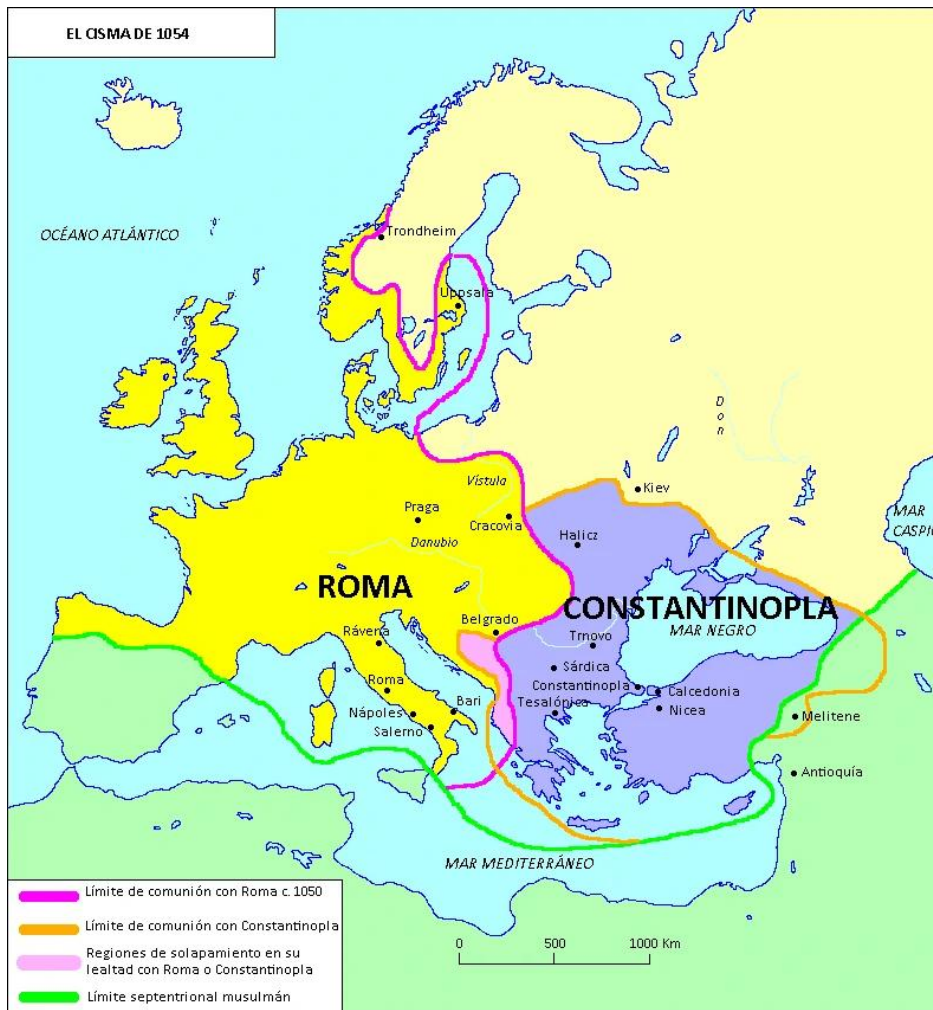 EL CISMA DE 1054
OCÉANO ATLÁNTICO
Trondheim
Uppsala
Don
Vístula
Kiev
Praga
Cracovia
MAR
CASPIO
Danubio
Halicz
ROMA
CONSTANTINOPLA
Belgrado
MAR NEGRO
Rávena
Trnovo
Sárdica
Roma
Constantinopla
Calcedonia
Bari
Tesalónica
Nicea
Nápoles
Melitene
Salerno
Antioquía
MAR MEDITERRÁNEO
Límite de comunión con Roma c. 1050
Límite de comunión con Constantinopla
Regiones de solapamiento en su
lealtad con Roma o Constantinopla
Límite septentrional musulmán
0 500 1000 Km